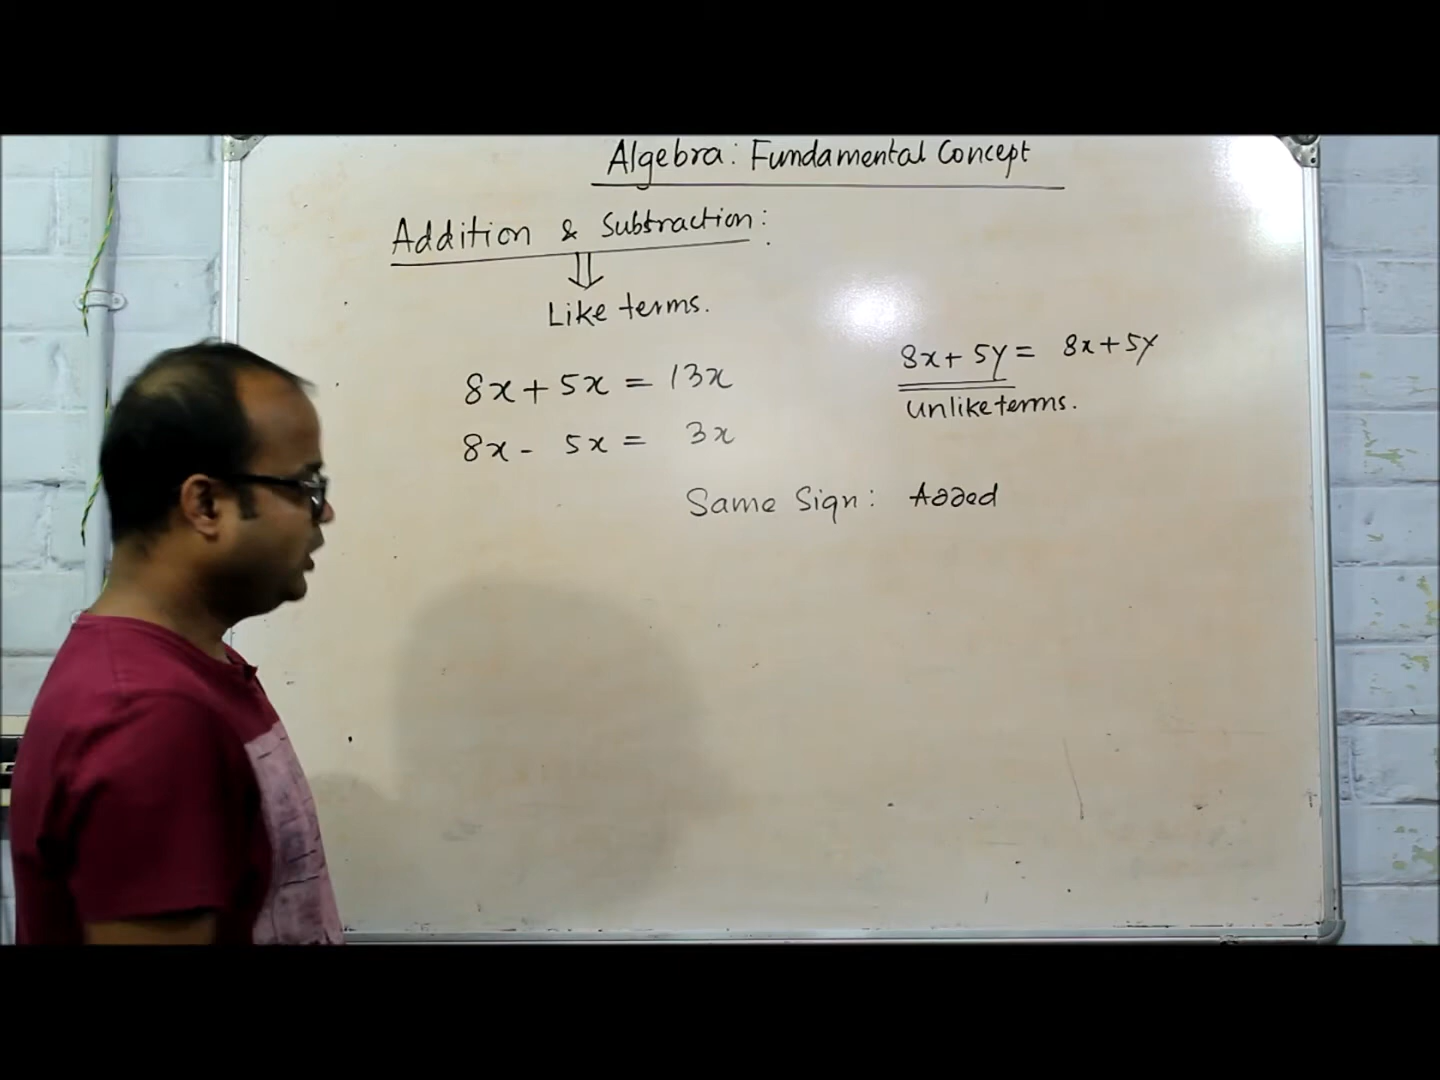 Algebra: Fundamental Concept
Addition & Subtraction:
Like terms.
8x + 5x = 13x
8x - 5x = 3x
8x + 5y = 8x + 5y
Unlike terms.
Same Sign: Added